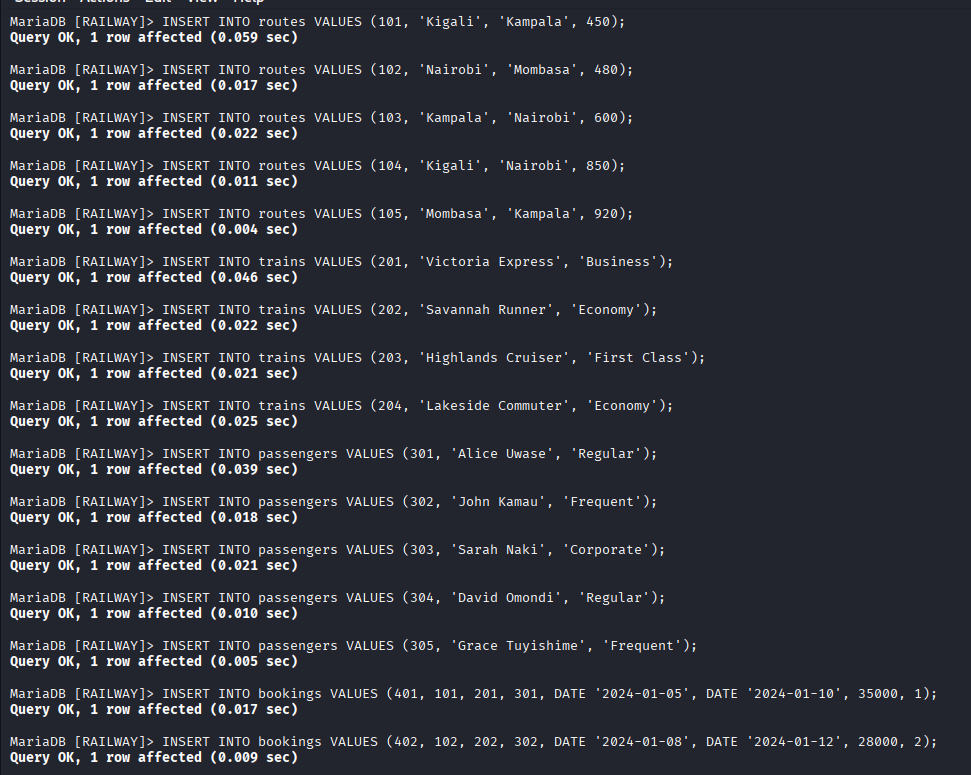 Session Actions Edit View Help
MariaDB [RAILWAY]> INSERT INTO routes VALUES (101, 'Kigali', 'Kampala', 450);
Query OK, 1 row affected (0.059 sec)
MariaDB [RAILWAY]> INSERT INTO routes VALUES (102, 'Nairobi', 'Mombasa', 480);
Query OK, 1 row affected (0.017 sec)
MariaDB [RAILWAY]> INSERT INTO routes VALUES (103, 'Kampala', 'Nairobi', 600);
Query OK, 1 row affected (0.022 sec)
MariaDB [RAILWAY]> INSERT INTO routes VALUES (104, 'Kigali', 'Nairobi', 850);
Query OK, 1 row affected (0.011 sec)
MariaDB [RAILWAY]> INSERT INTO routes VALUES (105, 'Mombasa', 'Kampala', 920);
Query OK, 1 row affected (0.004 sec)
MariaDB [RAILWAY]> INSERT INTO trains VALUES (201, 'Victoria Express', 'Business');
Query OK, 1 row affected (0.046 sec)
MariaDB [RAILWAY]> INSERT INTO trains VALUES (202, 'Savannah Runner', 'Economy');
Query OK, 1 row affected (0.022 sec)
MariaDB [RAILWAY]> INSERT INTO trains VALUES (203, 'Highlands Cruiser', 'First Class');
Query OK, 1 row affected (0.021 sec)
MariaDB [RAILWAY]> INSERT INTO trains VALUES (204, 'Lakeside Commuter', 'Economy');
Query OK, 1 row affected (0.025 sec)
MariaDB [RAILWAY]> INSERT INTO passengers VALUES (301, 'Alice Uwase', 'Regular');
Query OK, 1 row affected (0.039 sec)
MariaDB [RAILWAY]> INSERT INTO passengers VALUES (302, 'John Kamau', 'Frequent');
Query OK, 1 row affected (0.018 sec)
MariaDB [RAILWAY]> INSERT INTO passengers VALUES (303, 'Sarah Naki', 'Corporate');
Query OK, 1 row affected (0.021 sec)
MariaDB [RAILWAY]> INSERT INTO passengers VALUES (304, 'David Omondi', 'Regular');
Query OK, 1 row affected (0.010 sec)
MariaDB [RAILWAY]> INSERT INTO passengers VALUES (305, 'Grace Tuyishime', 'Frequent');
Query OK, 1 row affected (0.005 sec)
MariaDB [RAILWAY]> INSERT INTO bookings VALUES (401, 101, 201, 301, DATE '2024-01-05', DATE '2024-01-10', 35000, 1);
Query OK, 1 row affected (0.017 sec)
MariaDB [RAILWAY]> INSERT INTO bookings VALUES (402, 102, 202, 302, DATE '2024-01-08', DATE '2024-01-12', 28000, 2);
Query OK, 1 row affected (0.009 sec)